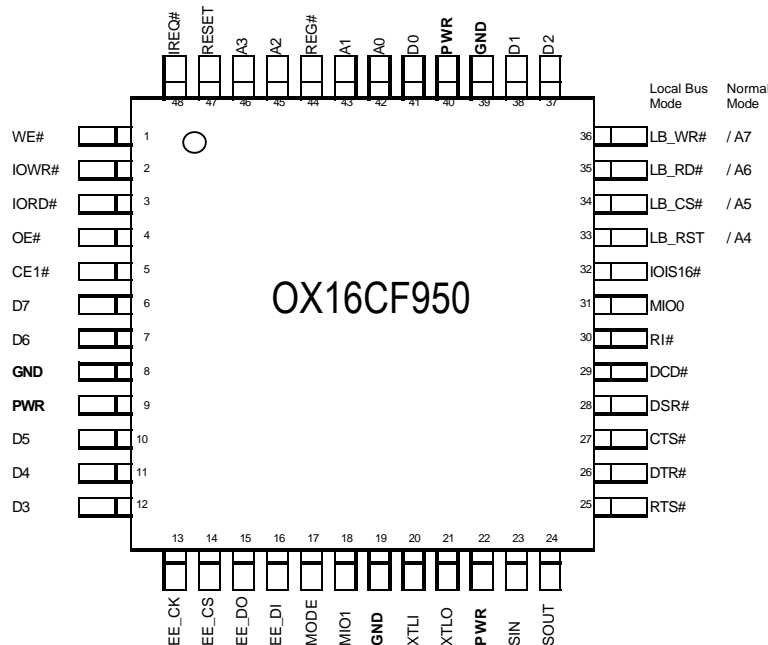 IREQ#
RESET
A3
A2
REG#
A1
A0
D0
PWR
GND
D1
D2
48 47 46 45 44 43 42 41 40 39 38 37
Local Bus Mode
Normal Mode
WE# 1
IOWR# 2
IORD# 3
OE# 4
CE1# 5
D7 6
D6 7
GND 8
PWR 9
D5 10
D4 11
D3 12
OX16CF950
36 LB_WR# / A7
35 LB_RD# / A6
34 LB_CS# / A5
33 LB_RST / A4
32 IOIS16#
31 MIO0
30 RI#
29 DCD#
28 DSR#
27 CTS#
26 DTR#
25 RTS#
13 14 15 16 17 18 19 20 21 22 23 24
EE_CK
EE_CS
EE_DO
EE_DI
MODE
MIO1
GND
XTLI
XTLO
PWR
SIN
SOUT